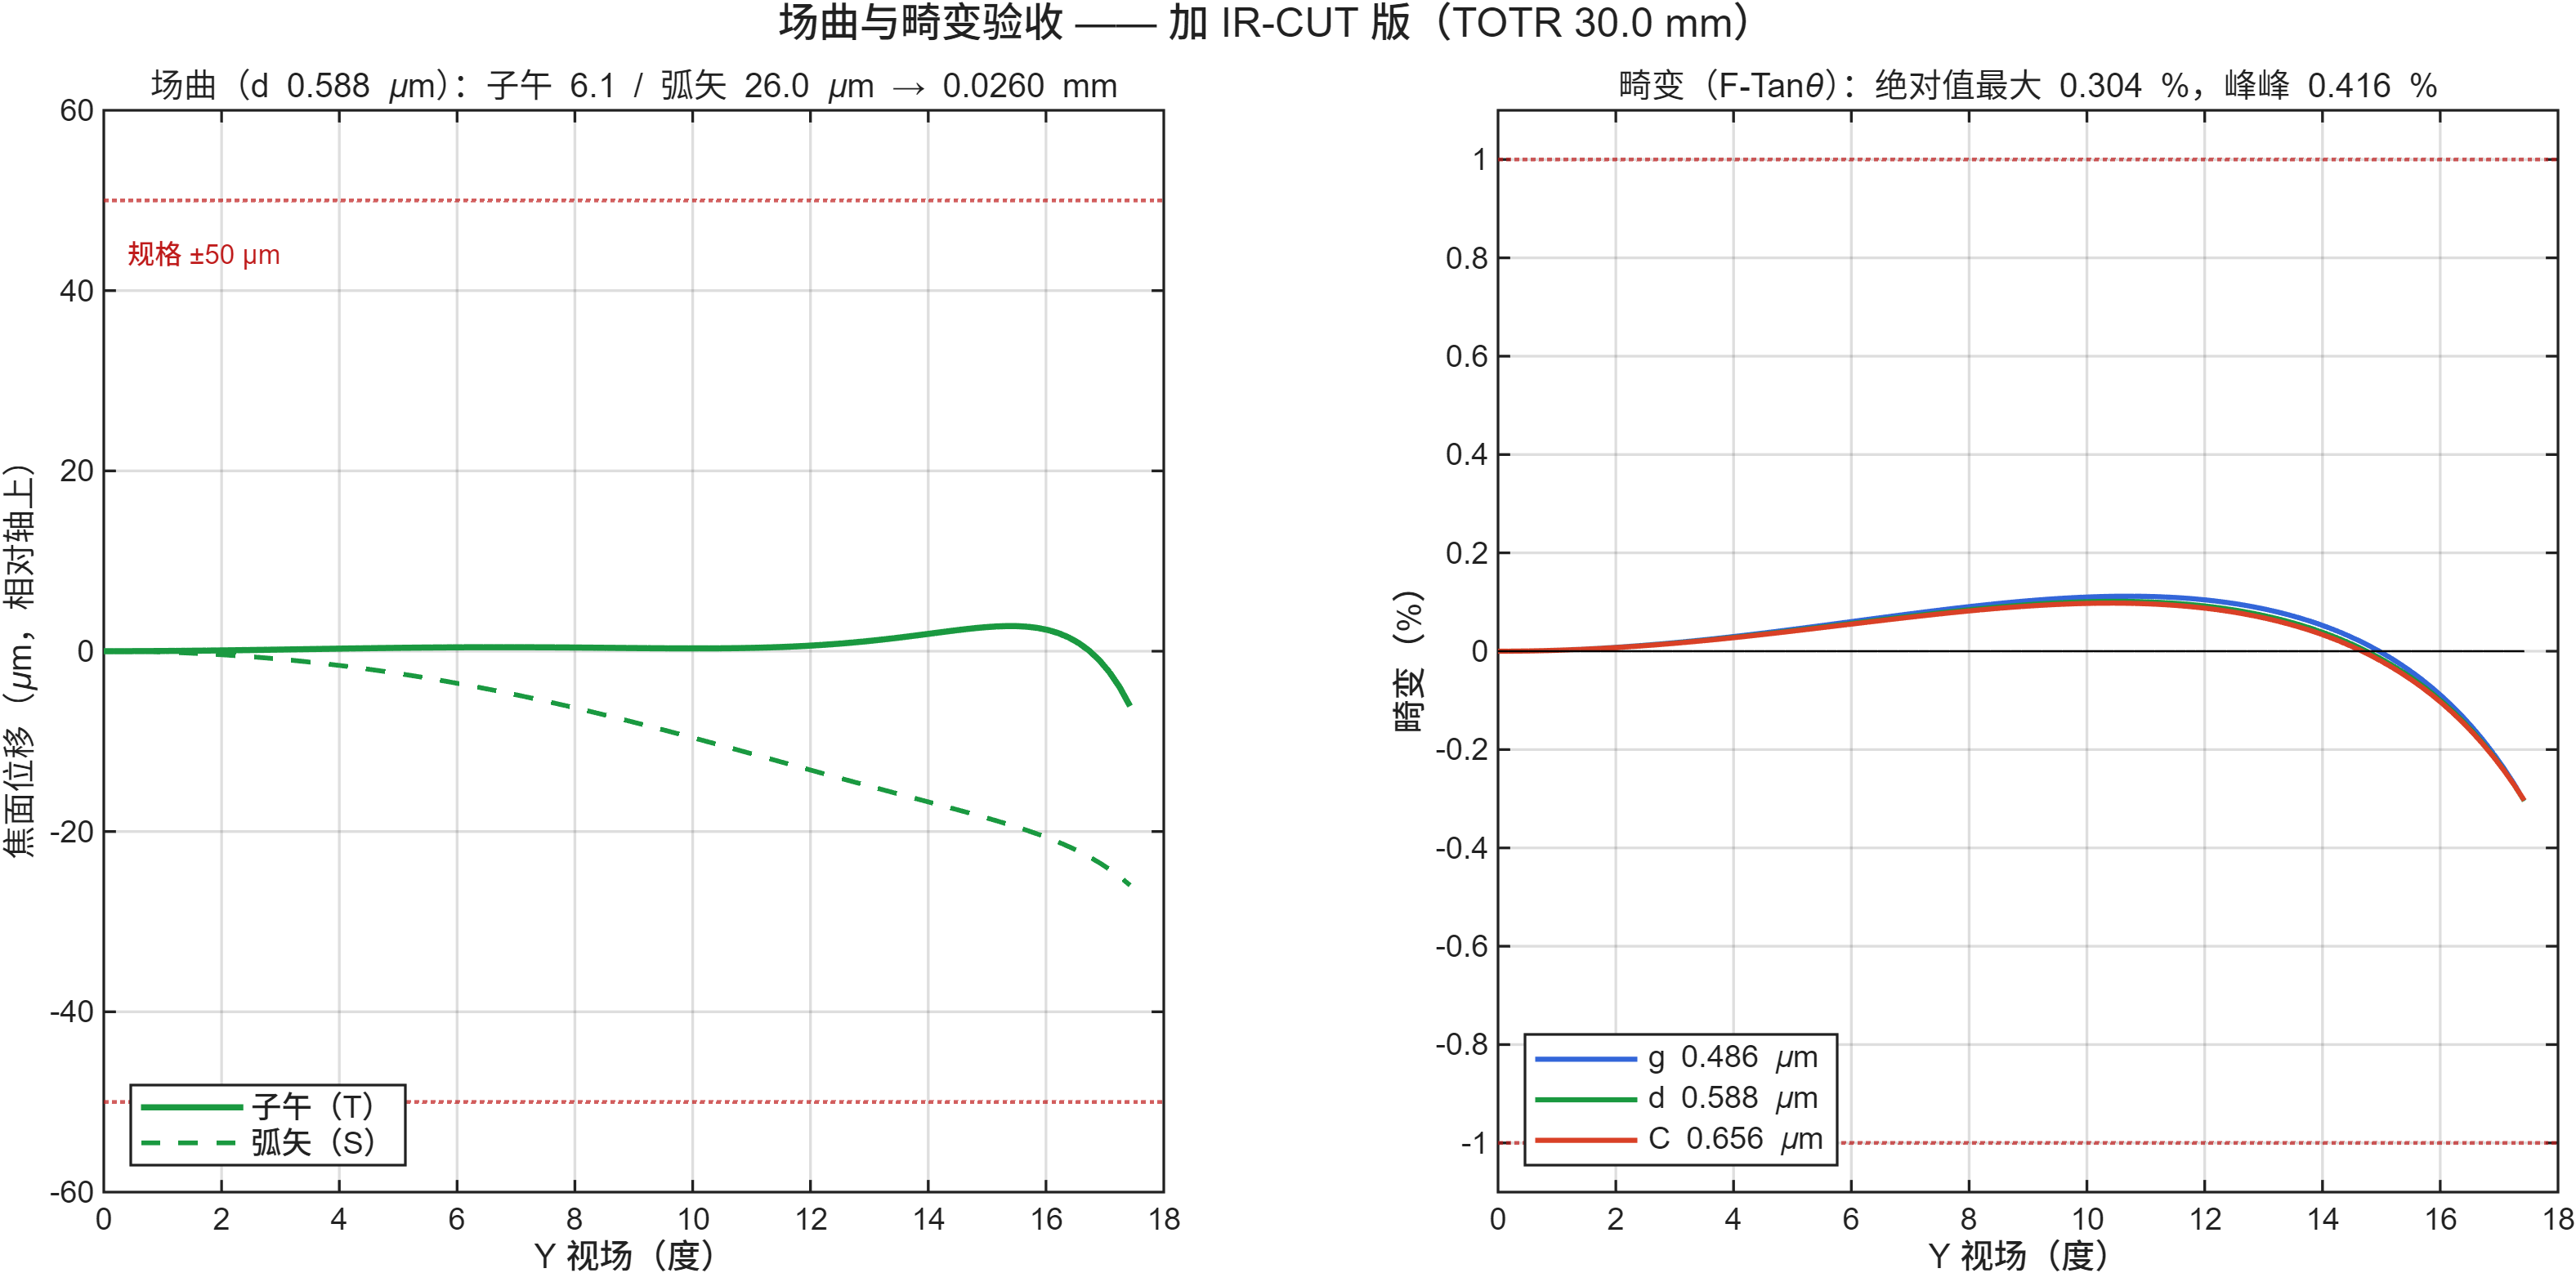 场曲与畸变验收 —— 加 IR-CUT 版（TOTR 30.0 mm）
场曲（d 0.588 μm）：子午 6.1 / 弧矢 26.0 μm → 0.0260 mm
60
40
20
0
-20
-40
-60
焦面位移（μm，相对轴上）
规格 ±50 µm
子午（T）
弧矢（S）
0 2 4 6 8 10 12 14 16 18
Y 视场（度）
畸变（F-Tanθ）：绝对值最大 0.304 %，峰峰 0.416 %
1
0.8
0.6
0.4
0.2
0
-0.2
-0.4
-0.6
-0.8
-1
畸变（%）
g 0.486 μm
d 0.588 μm
C 0.656 μm
0 2 4 6 8 10 12 14 16 18
Y 视场（度）